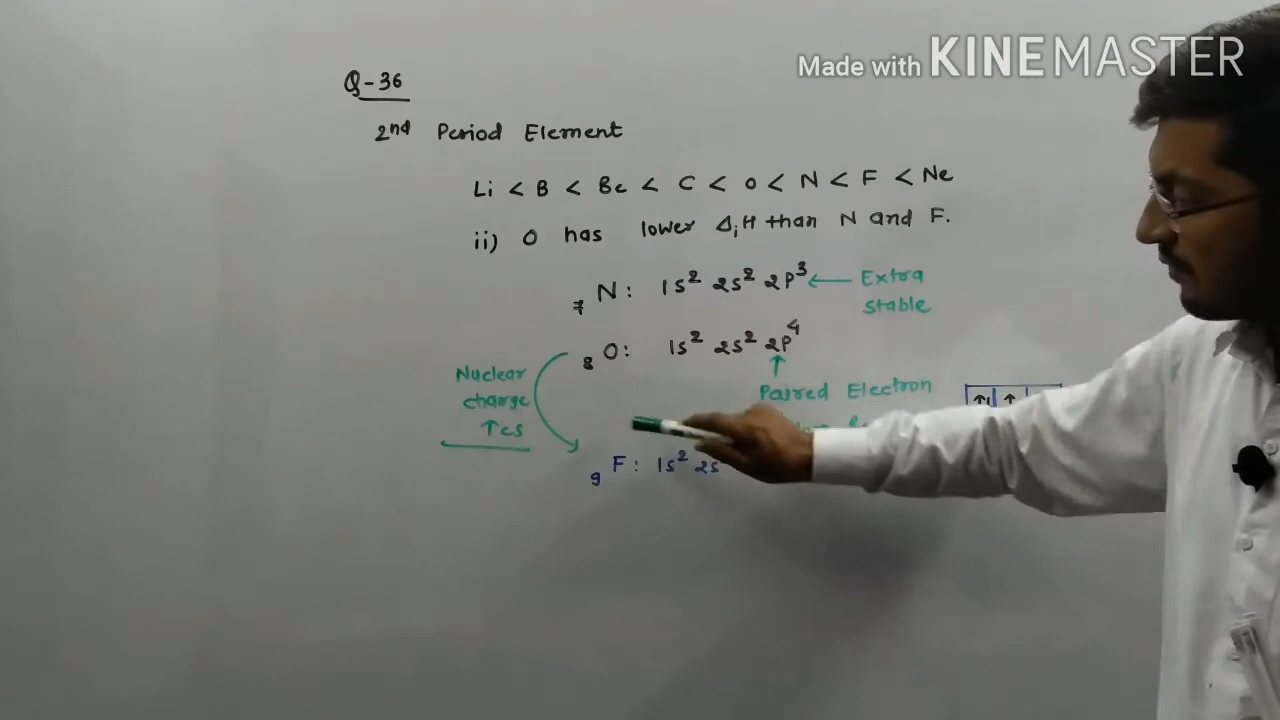 Made with KINEMASTER
Q-36
2nd Period Element
Li < B < Be < C < O < N < F < Ne
ii) O has lower ΔiH than N and F.
7 N : 1s² 2s² 2p³ ← Extra
stable
8 O : 1s² 2s² 2p⁴
Nuclear
charge
↑es
↑
Paired Electron
↑↓ ↑
9 F : 1s² 2s